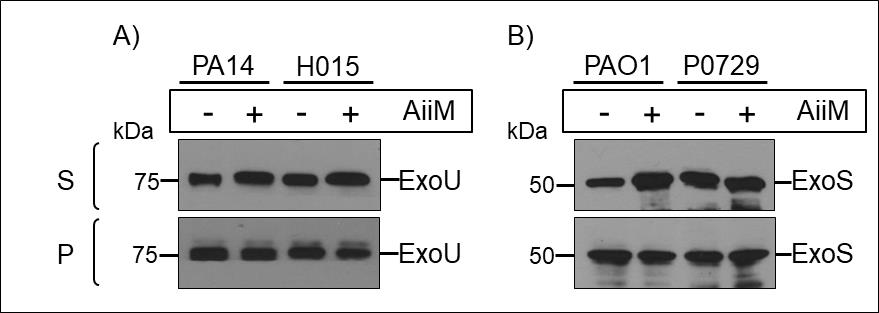 A)
PA14 H015
- + - + AiiM
kDa
S 75 ExoU
P 75 ExoU
B)
PAO1 P0729
- + - + AiiM
kDa
50 ExoS
50 ExoS